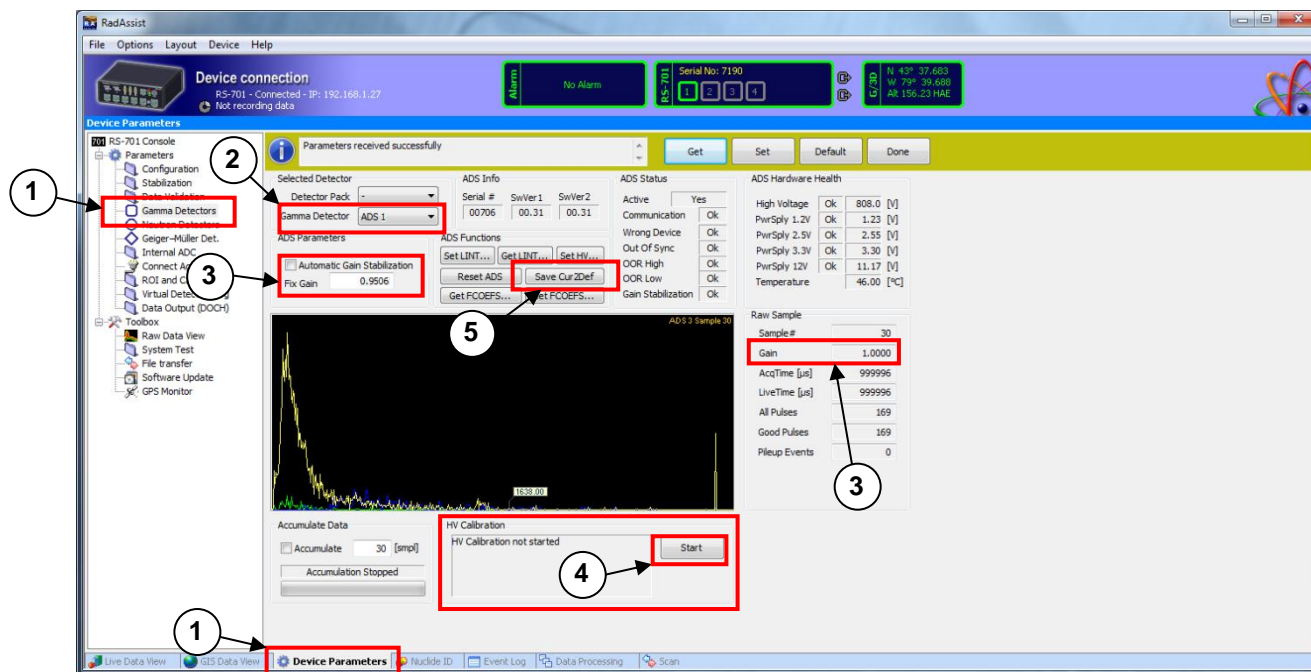 RadAssist
File Options Layout Device Help
Device connection
RS-701 - Connected - IP: 192.168.1.27
Not recording data
Alarm
No Alarm
RS-701
Serial No: 7190
1 2 3 4
G/3D
N 43° 37.683
W 79° 39.688
Alt 156.23 HAE
Device Parameters
701 RS-701 Console
Parameters
Configuration
Stabilization
Data Validation
Gamma Detectors
Neutron Detectors
Geiger-Müller Det.
Internal ADC
ROI and
Data Output (DOCH)
Toolbox
Raw Data View
System Test
File transfer
Software Update
GPS Monitor
1
2
3
Parameters received successfully
Get Set Default Done
Selected Detector
Detector Pack -
Gamma Detector ADS 1
ADS Parameters
Automatic Gain Stabilization
Fix Gain 0.9506
ADS Info
Serial # SwVer1 SwVer2
00706 00.31 00.31
ADS Functions
Set LINT... Get LINT... Set HV...
Reset ADS Save Cur2Def
Get FCOEFS... et FCOEFS...
5
ADS Status
Active Yes
Communication Ok
Wrong Device Ok
Out Of Sync Ok
OOR High Ok
OOR Low Ok
Gain Stabilization Ok
ADS Hardware Health
High Voltage Ok 808.0 [V]
PwrSply 1.2V Ok 1.23 [V]
PwrSply 2.5V Ok 2.55 [V]
PwrSply 3.3V Ok 3.30 [V]
PwrSply 12V Ok 11.17 [V]
Temperature 46.00 [ºC]
ADS 3 Sample 30
1638.00
Raw Sample
Sample# 30
Gain 1.0000
AcqTime [µs] 999996
LiveTime [µs] 999996
All Pulses 169
Good Pulses 169
Pileup Events 0
3
Accumulate Data
Accumulate 30 [smpl]
Accumulation Stopped
HV Calibration
HV Calibration not started
Start
4
1
Live Data View GIS Data View Device Parameters Nuclide ID Event Log Data Processing Scan